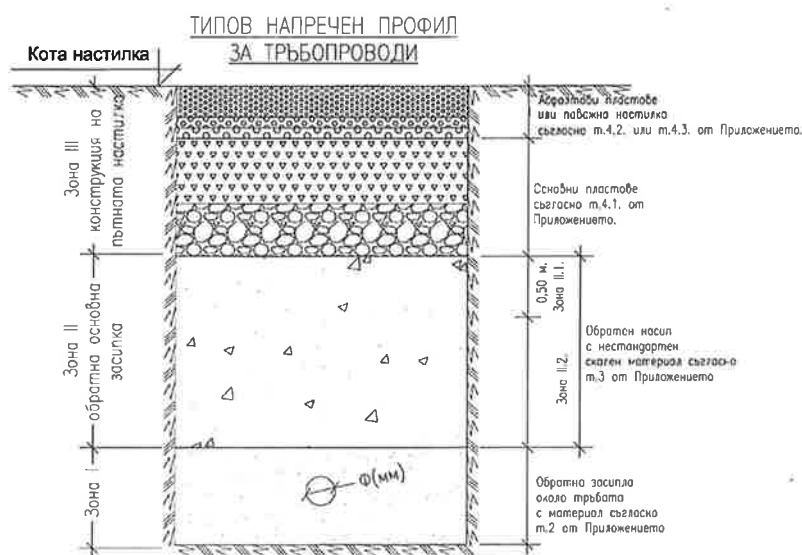 ТИПОВ НАПРЕЧЕН ПРОФИЛ
ЗА ТРЪБОПРОВОДИ
Кота настилка
Зона III
конструкция на
пътната настилка
Зона II
обратна основна
засипка
Зона I
Асфалтови пластове
или паважна настилка
съгласно т.4.2. или т.4.3. от Приложението.
Основни пластове
съгласно т.4.1. от
Приложението.
0,50 м.
Зона II.1.
Зона II.2.
Обратен насип
с нестандартен
скален материал съгласно
т.3 от Приложението
Ф(мм)
Обратна засипла
около тръбата
с материал съгласно
т.2 от Приложението